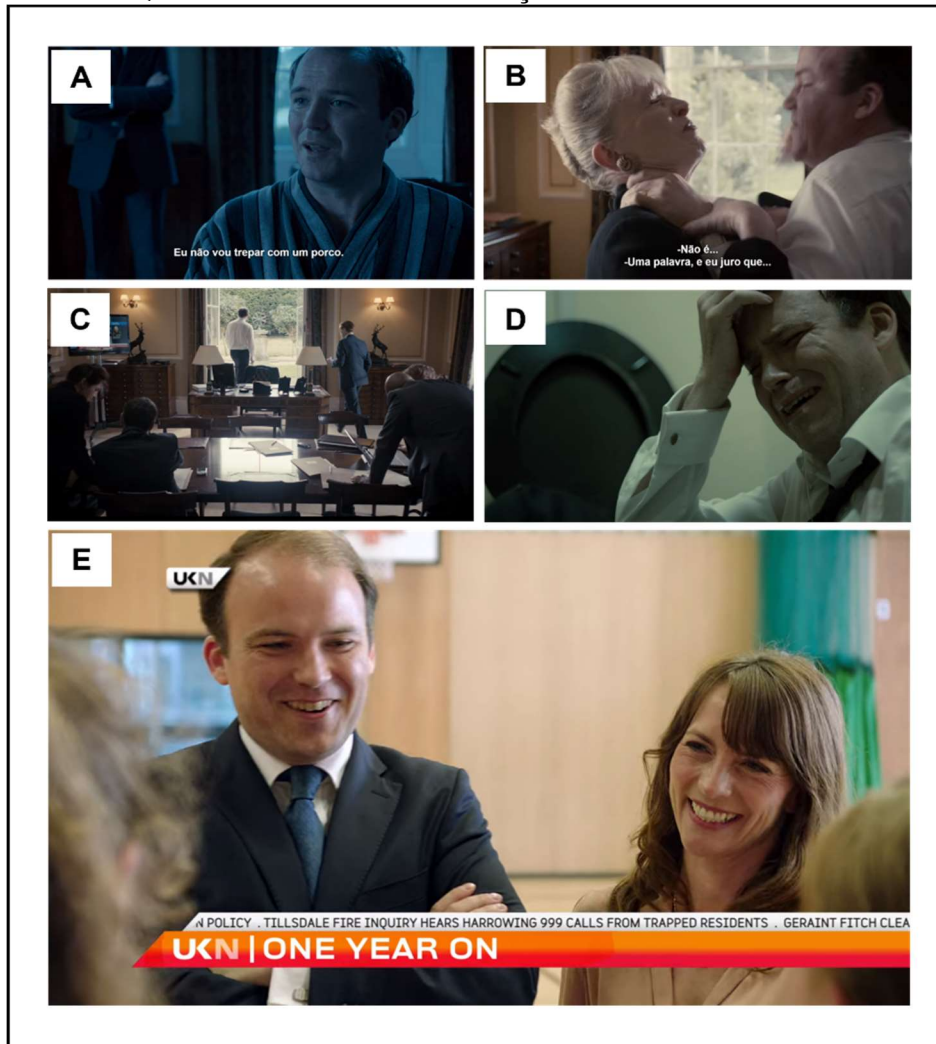 A
B
Eu não vou trepar com um porco.
-Não é...
-Uma palavra, e eu juro que...
C
D
E
UKN
N POLICY . TILLSDALE FIRE INQUIRY HEARS HARROWING 999 CALLS FROM TRAPPED RESIDENTS . GERAINT FITCH CLEA
UKN | ONE YEAR ON